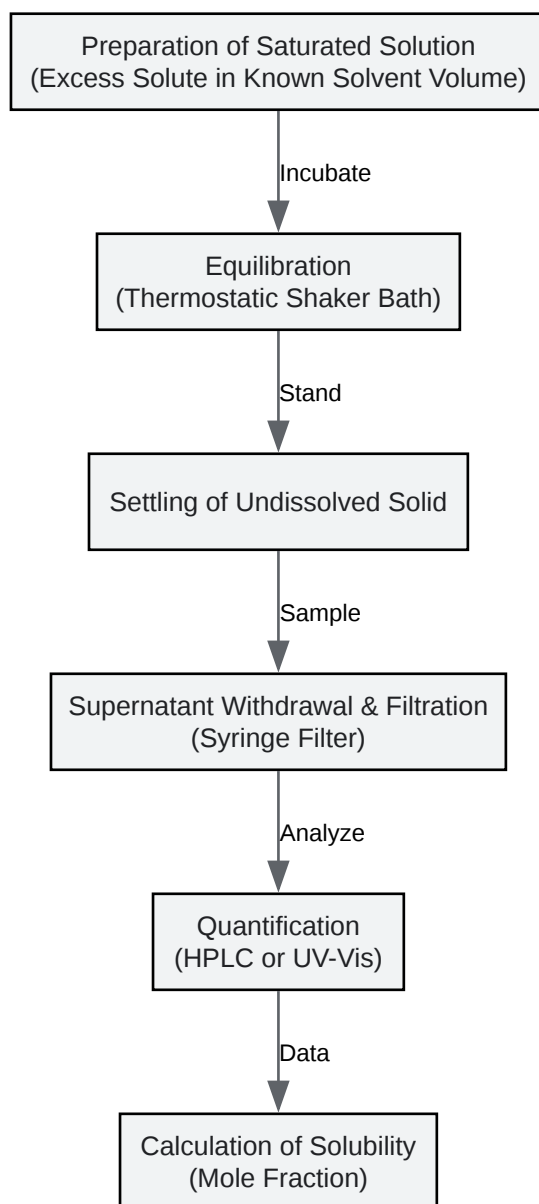 Preparation of Saturated Solution
(Excess Solute in Known Solvent Volume)
Incubate
Equilibration
(Thermostatic Shaker Bath)
Stand
Settling of Undissolved Solid
Sample
Supernatant Withdrawal & Filtration
(Syringe Filter)
Analyze
Quantification
(HPLC or UV-Vis)
Data
Calculation of Solubility
(Mole Fraction)